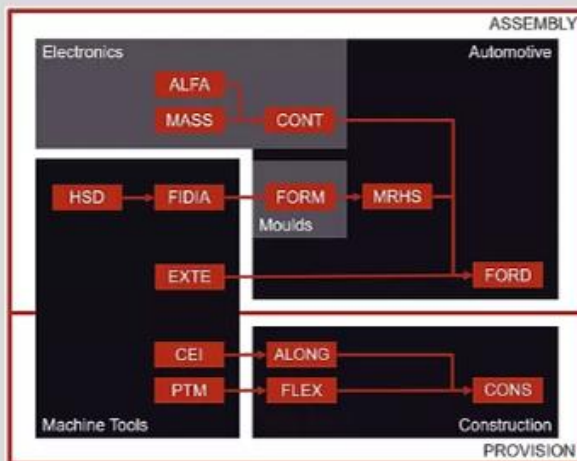 ASSEMBLY
Electronics
Automotive
ALFA
MASS
CONT
HSD
FIDIA
FORM
MRHS
Moulds
EXTE
FORD
CEI
ALONG
PTM
FLEX
CONS
Machine Tools
Construction
PROVISION